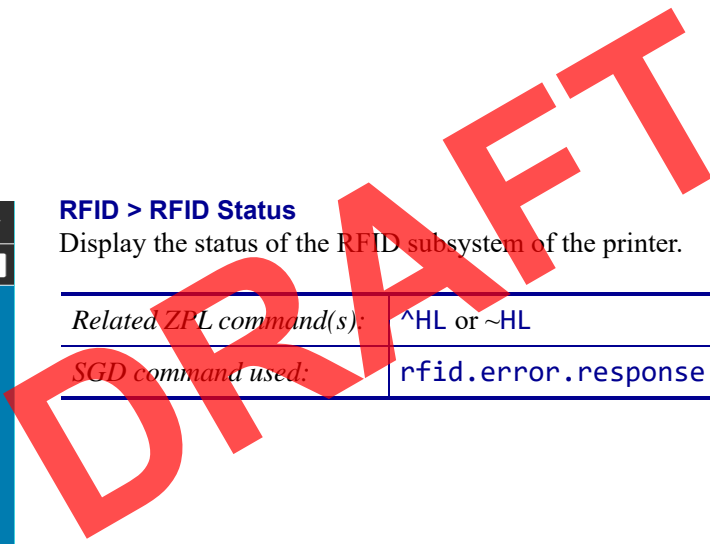 RFID > RFID Status
Display the status of the RFID subsystem of the printer.
Related ZPL command(s): ^HL or ~HL
SGD command used: rfid.error.response
DRAFT